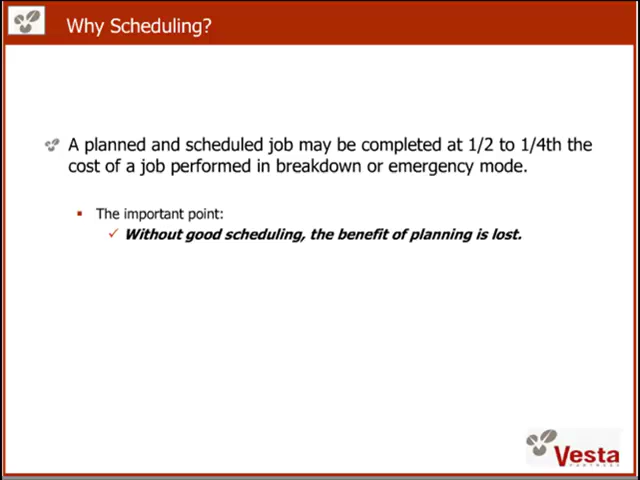 Why Scheduling?
A planned and scheduled job may be completed at 1/2 to 1/4th the
cost of a job performed in breakdown or emergency mode.
The important point:
Without good scheduling, the benefit of planning is lost.
Vesta
PARTNERS